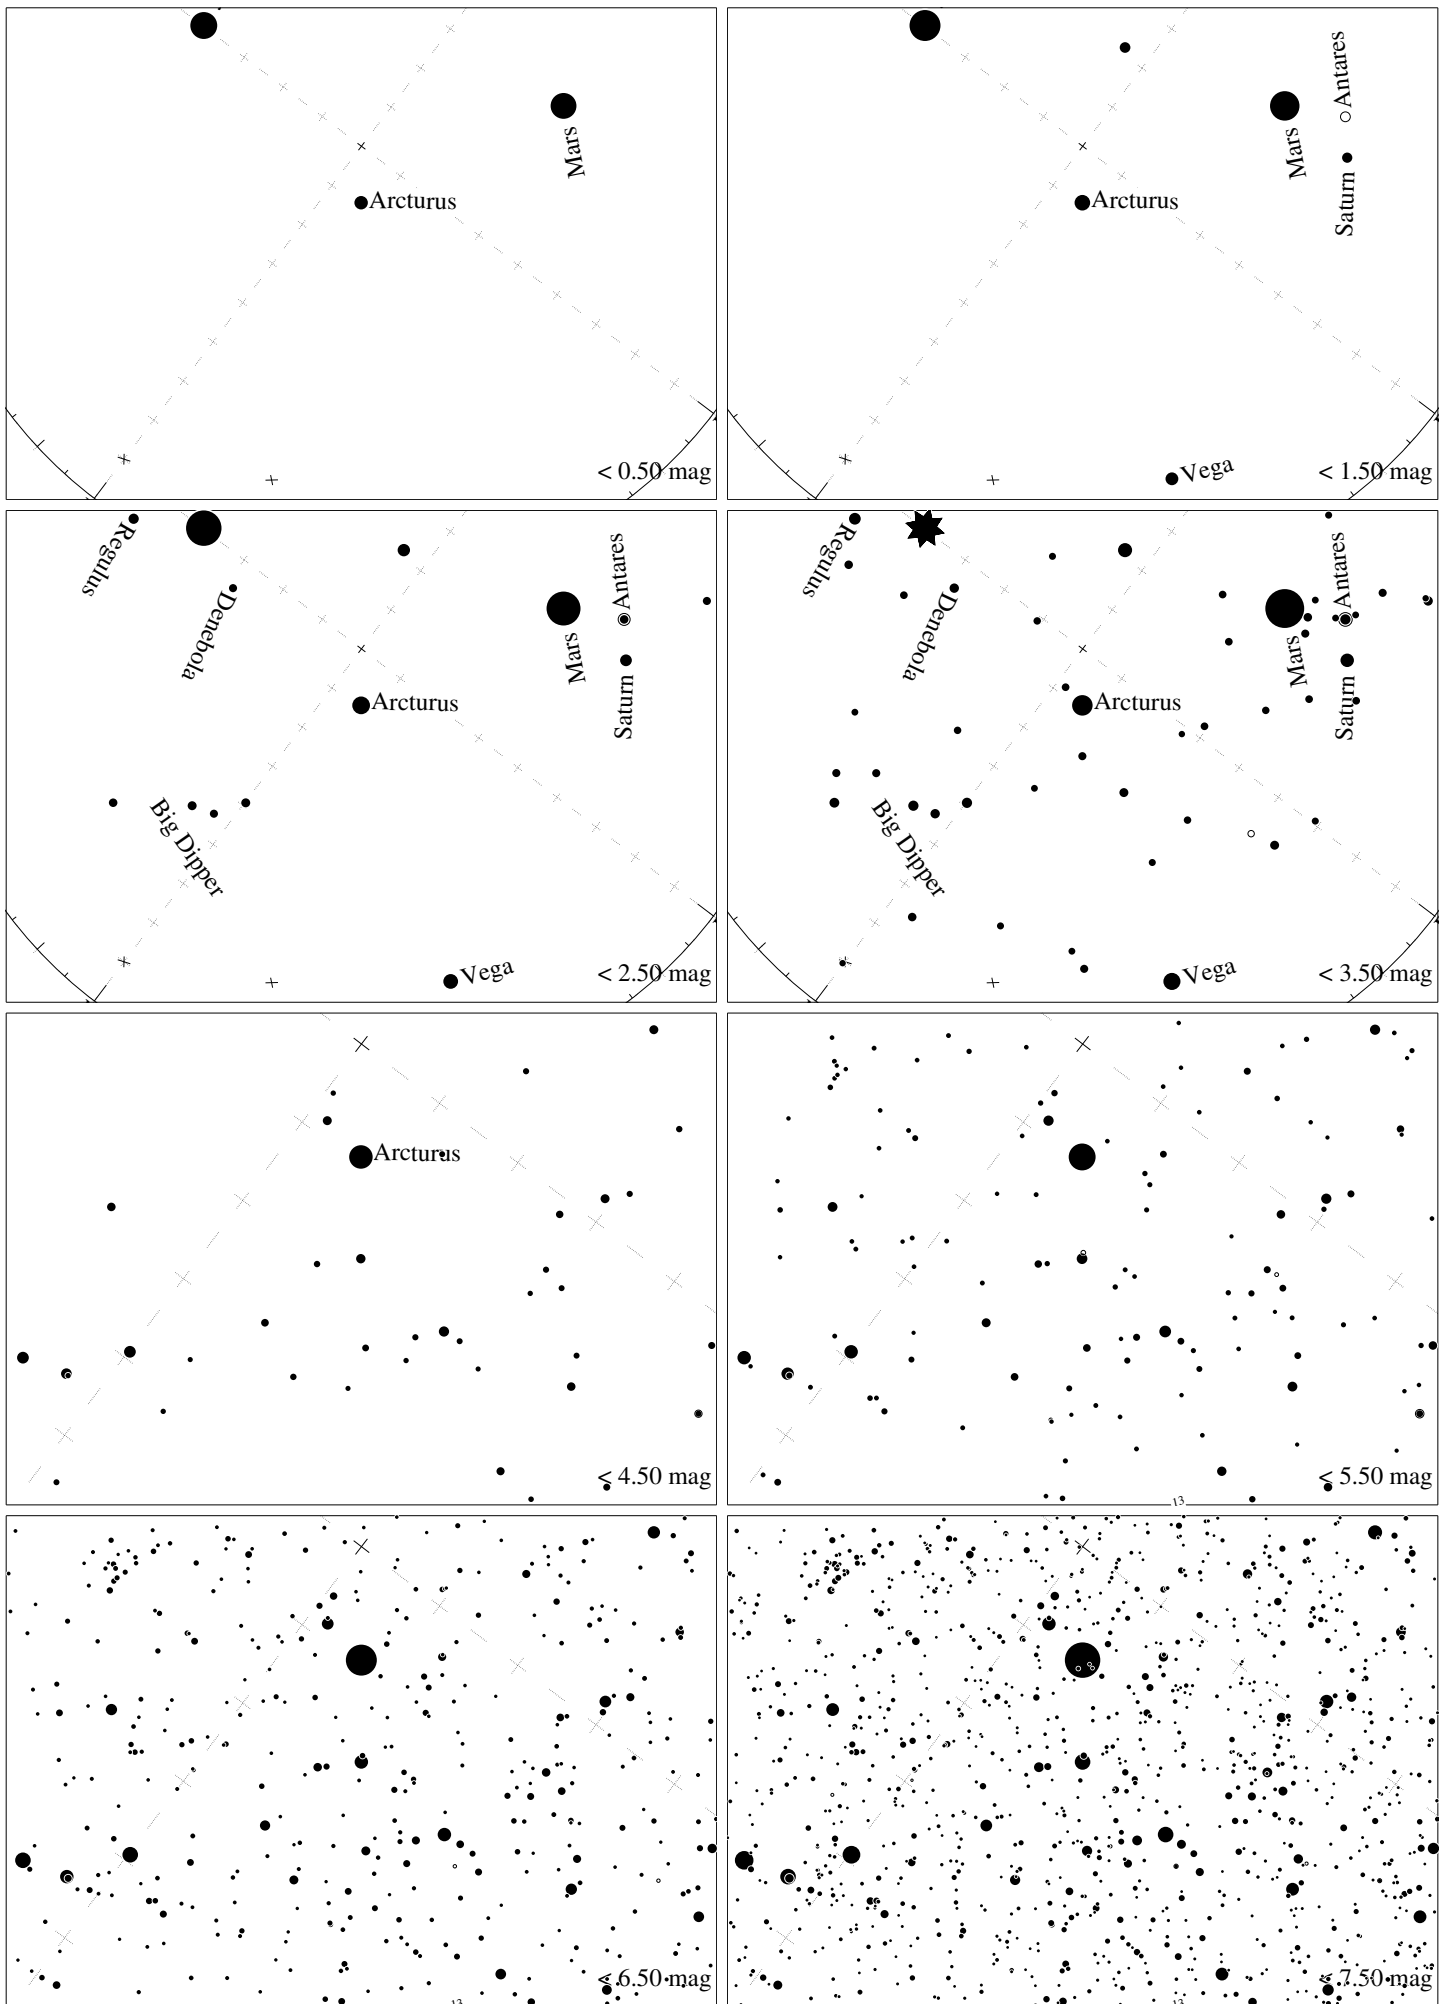 Mars
Arcturus
< 0.50 mag
Antares
Mars
Saturn
Arcturus
Vega
< 1.50 mag
Regulus
Denebola
Antares
Mars
Saturn
Arcturus
Big Dipper
Vega
< 2.50 mag
Regulus
Denebola
Antares
Mars
Saturn
Arcturus
Big Dipper
Vega
< 3.50 mag
Arcturus
< 4.50 mag
< 5.50 mag
13
< 6.50 mag
< 7.50 mag